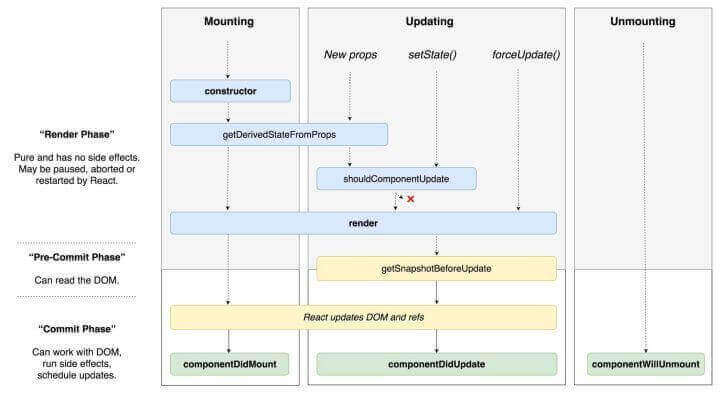 Mounting
Updating
Unmounting
New props
setState()
forceUpdate()
constructor
"Render Phase"
getDerivedStateFromProps
Pure and has no side effects.
May be paused, aborted or
restarted by React.
shouldComponentUpdate
render
"Pre-Commit Phase"
getSnapshotBeforeUpdate
Can read the DOM.
React updates DOM and refs
"Commit Phase"
Can work with DOM,
run side effects,
schedule updates.
componentDidMount
componentDidUpdate
componentWillUnmount